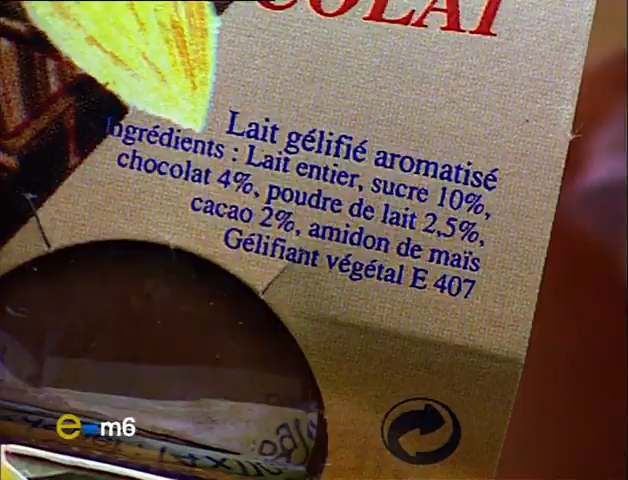 COLAT
Lait gélifié aromatisé
Ingrédients : Lait entier, sucre 10%,
chocolat 4%, poudre de lait 2,5%,
cacao 2%, amidon de maïs
Gélifiant végétal E 407
e=m6